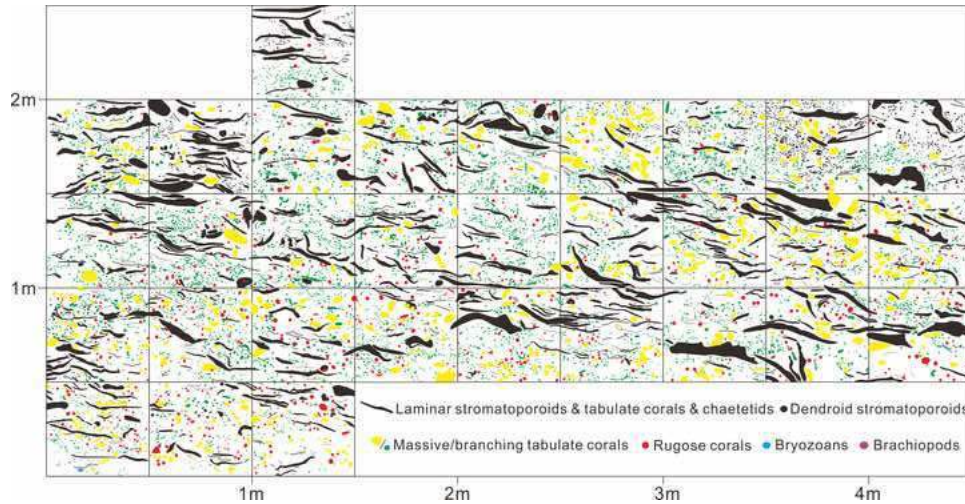 2m
1m
Laminar stromatoporoids & tabulate corals & chaetetids Dendroid stromatoporoids
Massive/branching tabulate corals Rugose corals Bryozoans Brachiopods
1m 2m 3m 4m